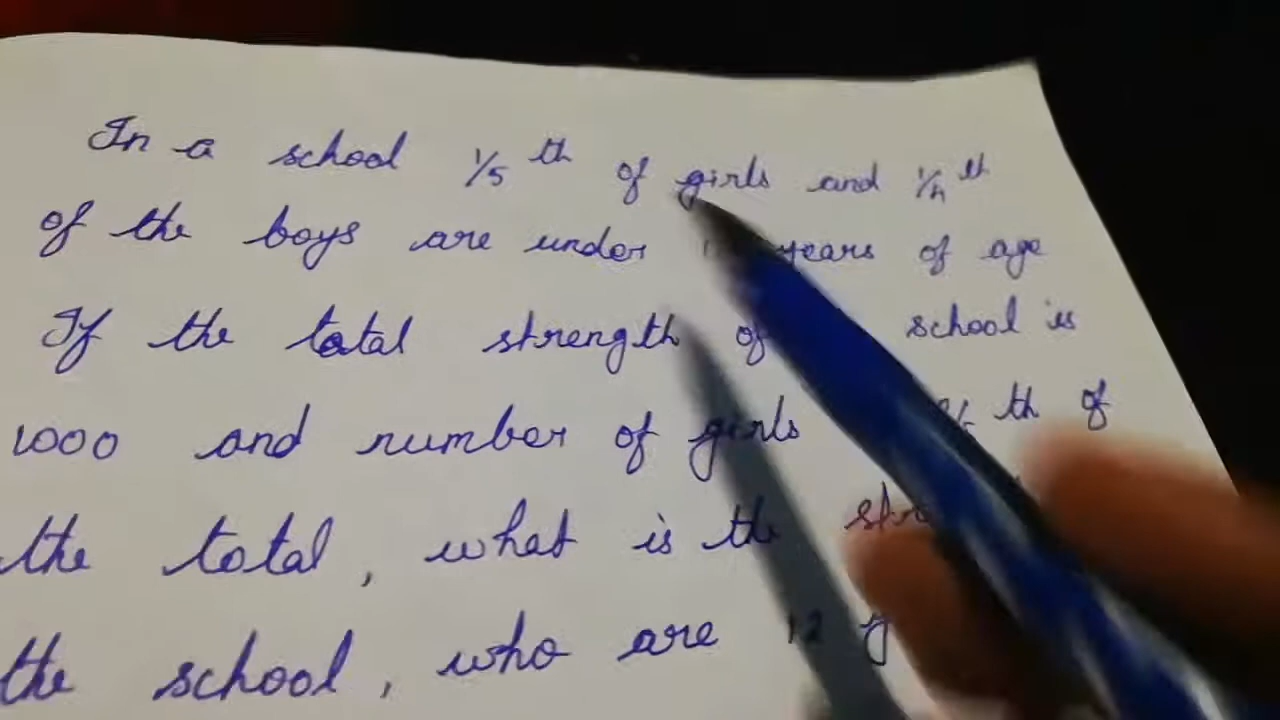 In a school 1/5 th of girls and 1/4 th
of the boys are under years of age
If the total strength of school is
1000 and number of girls th of
the total, what is the
the school, who are 12